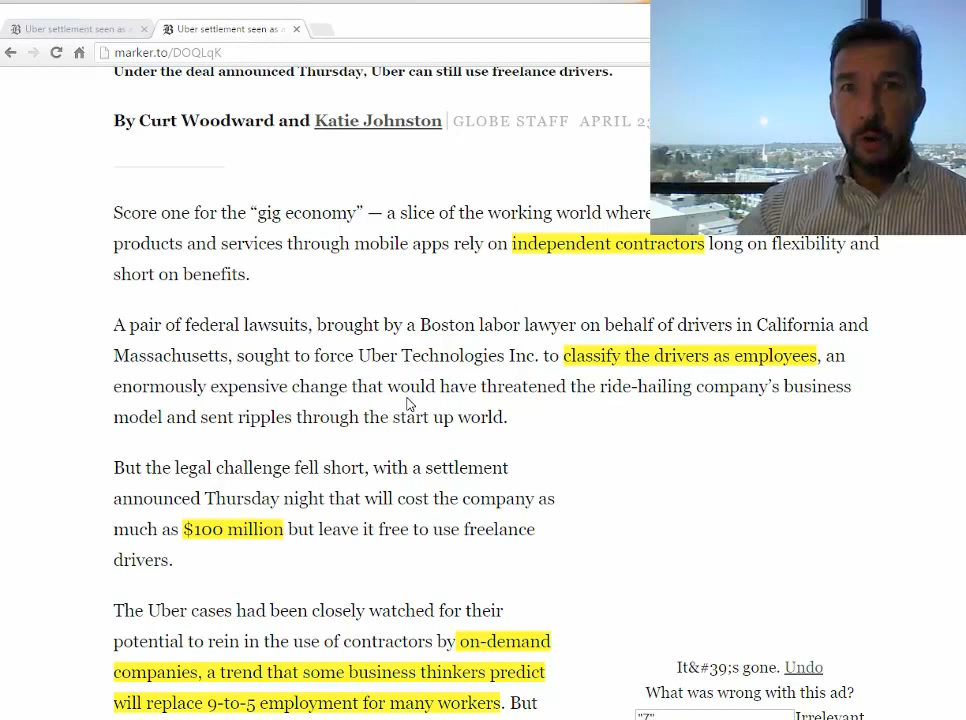 Uber settlement seen as
Uber settlement seen as
marker.to/DOQLqK
Under the deal announced Thursday, Uber can still use freelance drivers.
By Curt Woodward and Katie Johnston | GLOBE STAFF APRIL 23
Score one for the “gig economy” — a slice of the working world where
products and services through mobile apps rely on independent contractors long on flexibility and
short on benefits.
A pair of federal lawsuits, brought by a Boston labor lawyer on behalf of drivers in California and
Massachusetts, sought to force Uber Technologies Inc. to classify the drivers as employees, an
enormously expensive change that would have threatened the ride-hailing company’s business
model and sent ripples through the start up world.
But the legal challenge fell short, with a settlement
announced Thursday night that will cost the company as
much as $100 million but leave it free to use freelance
drivers.
The Uber cases had been closely watched for their
potential to rein in the use of contractors by on-demand
companies, a trend that some business thinkers predict
will replace 9-to-5 employment for many workers. But
It&#39;s gone. Undo
What was wrong with this ad?
"7" Irrelevant